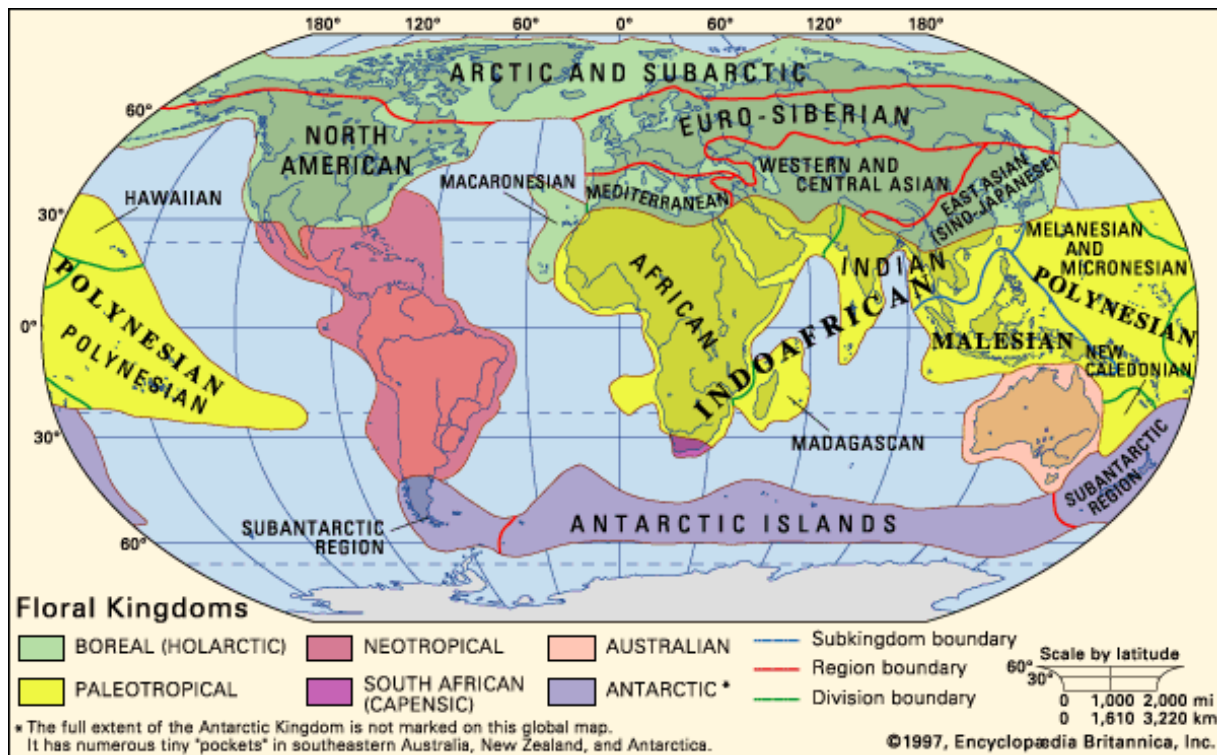 180° 120° 60° 0° 60° 120° 180°
ARCTIC AND SUBARCTIC
60°
EURO-SIBERIAN
NORTH
AMERICAN
WESTERN AND
CENTRAL ASIAN
MACARONESIAN
MEDITERRANEAN
EAST ASIAN
(SINO-JAPANESE)
HAWAIIAN
30°
MELANESIAN
AND
MICRONESIAN
INDIAN
AFRICAN
POLYNESIAN
POLYNESIAN
INDOAFRICAN
0°
MALESIAN
POLYNESIAN
NEW
CALEDONIAN
30°
MADAGASCAN
SUBANTARCTIC
REGION
SUBANTARCTIC
REGION
ANTARCTIC ISLANDS
60°
Floral Kingdoms
BOREAL (HOLARCTIC)
NEOTROPICAL
AUSTRALIAN
PALEOTROPICAL
SOUTH AFRICAN
(CAPENSIC)
ANTARCTIC *
Subkingdom boundary
Region boundary
Division boundary
Scale by latitude
60°
30°
0 1,000 2,000 mi
0 1,610 3,220 km
* The full extent of the Antarctic Kingdom is not marked on this global map.
It has numerous tiny "pockets" in southeastern Australia, New Zealand, and Antarctica.
©1997, Encyclopædia Britannica, Inc.